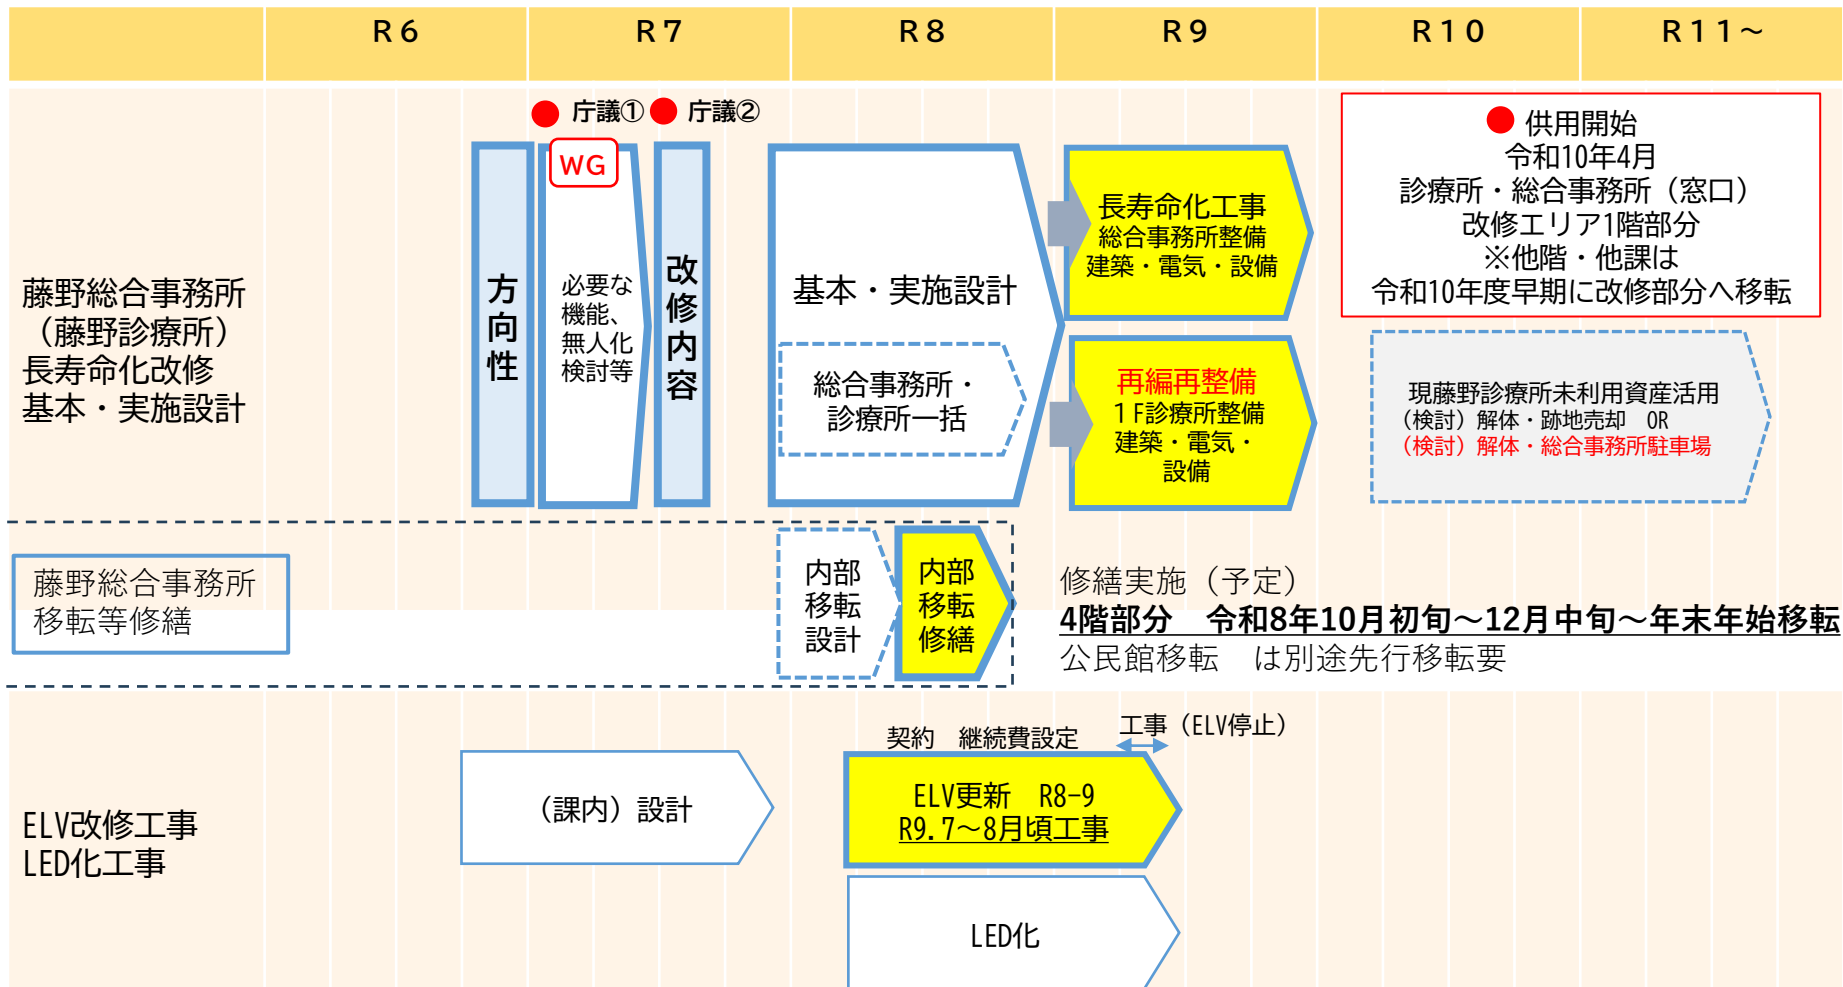 R6 R7 R8 R9 R10 R11～
庁議① 庁議②
WG
藤野総合事務所
（藤野診療所）
長寿命化改修
基本・実施設計
方向性
必要な
機能、
無人化
検討等
改修内容
基本・実施設計
総合事務所・
診療所一括
長寿命化工事
総合事務所整備
建築・電気・設備
再編再整備
1F診療所整備
建築・電気・
設備
供用開始
令和10年4月
診療所・総合事務所（窓口）
改修エリア1階部分
※他階・他課は
令和10年度早期に改修部分へ移転
現藤野診療所未利用資産活用
（検討）解体・跡地売却 OR
（検討）解体・総合事務所駐車場
藤野総合事務所
移転等修繕
内部
移転
設計
内部
移転
修繕
修繕実施（予定）
4階部分　令和8年10月初旬～12月中旬～年末年始移転
公民館移転　は別途先行移転要
ELV改修工事
LED化工事
（課内）設計
契約　継続費設定
工事（ELV停止）
ELV更新　R8-9
R9.7～8月頃工事
LED化